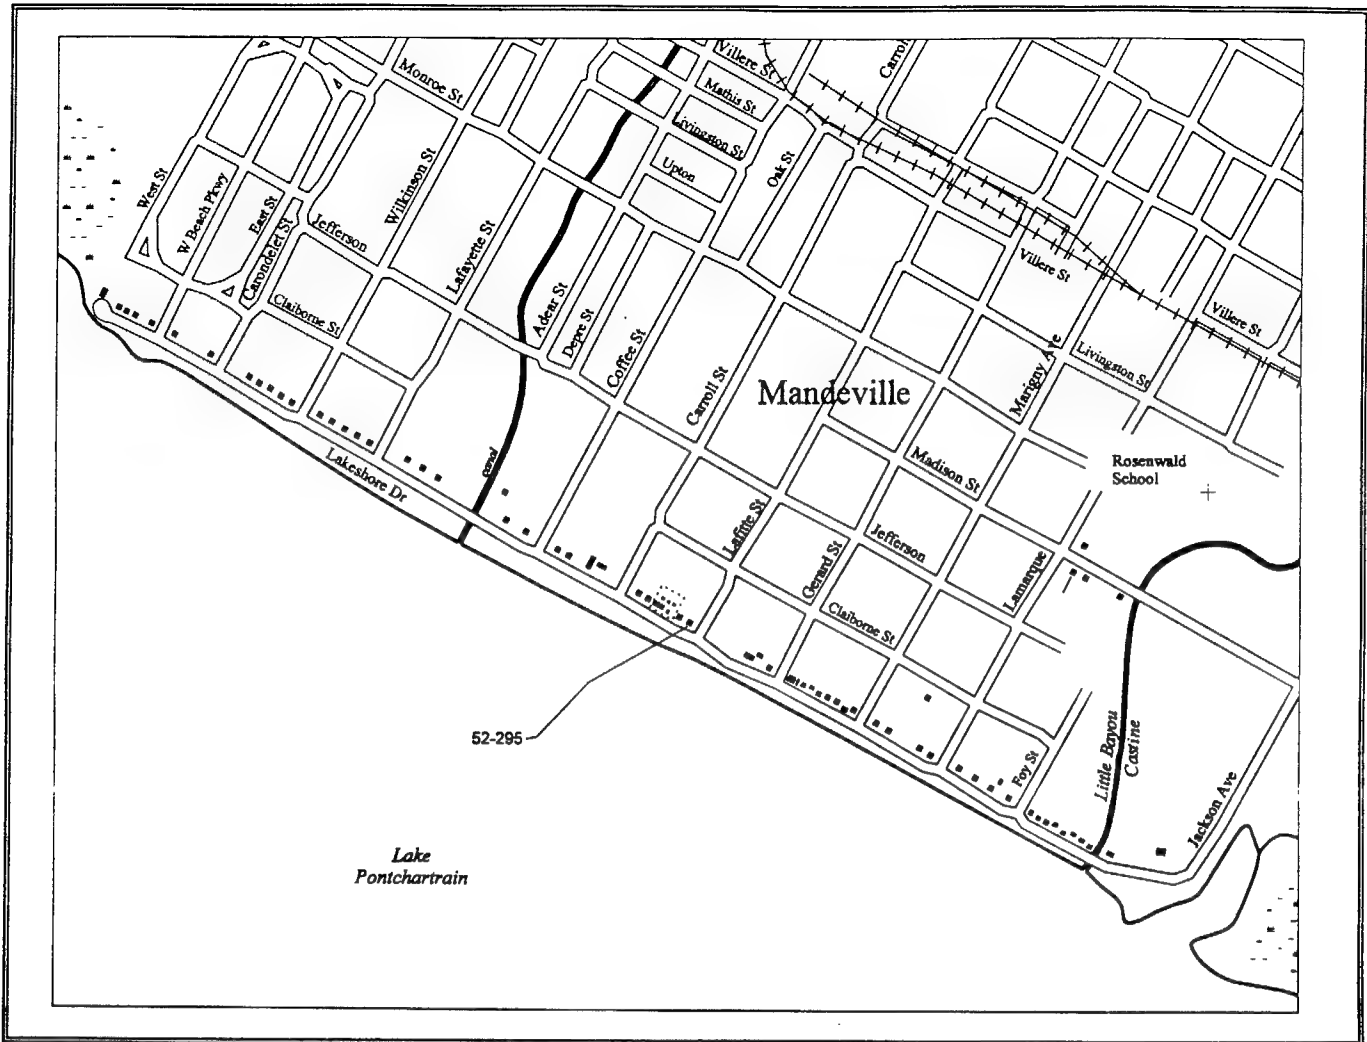 Villere St
Carrol
Monroe St
Mathis St
Livingston St
Upton
Oak St
West St
W Beach Pkwy
East St
Carondelet St
Jefferson
Wilkinson St
Lafayette St
Claiborne St
Adear St
Depre St
Coffee St
Carroll St
Villere St
Villere St
Livingston St
Marigny Ave
Mandeville
Madison St
Rosenwald
School
Lakeshore Dr
canal
Lafitte St
Gerard St
Jefferson
Lamarque
Claiborne St
52-295
Foy St
Little Bayou
Castine
Jackson Ave
Lake
Pontchartrain